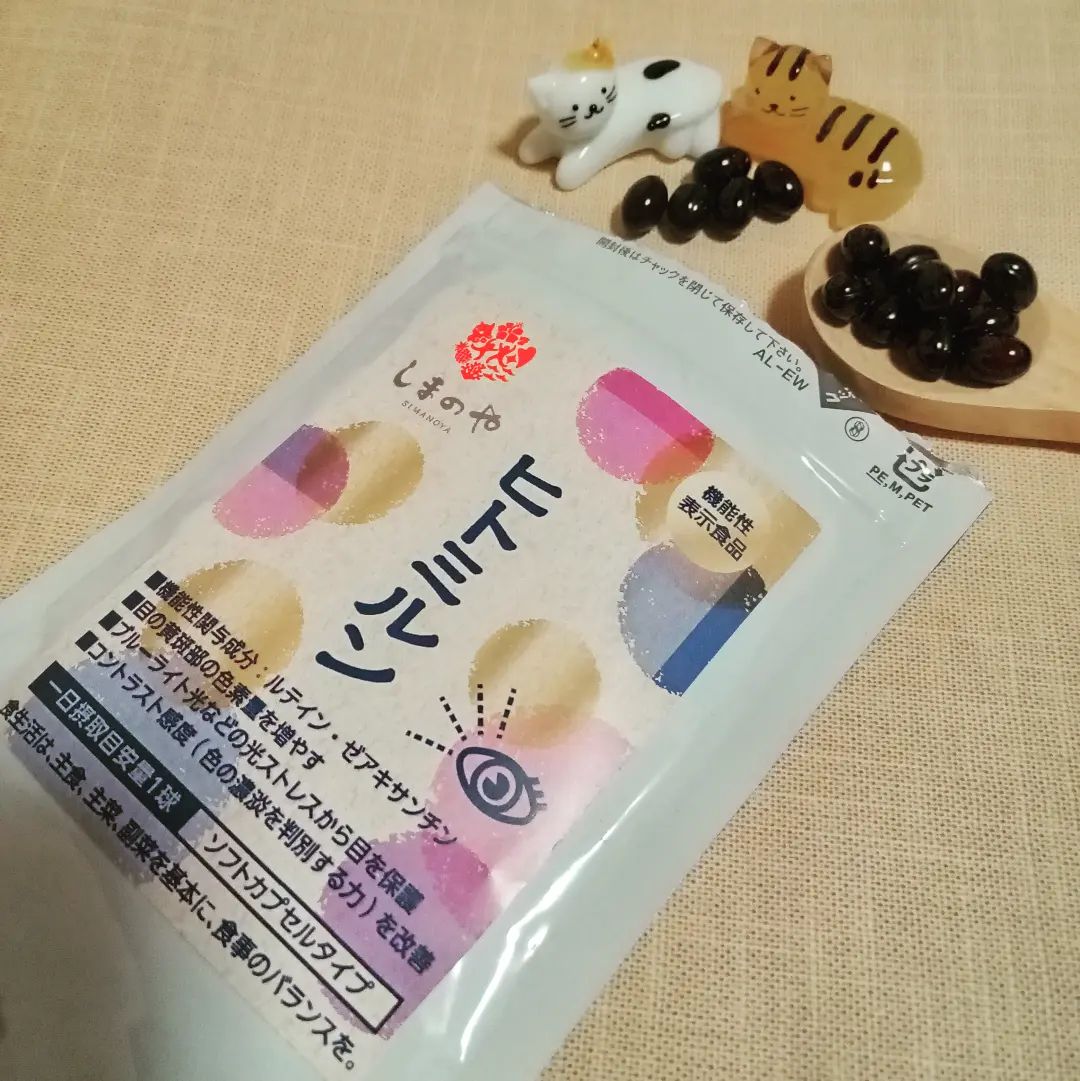 開封後はチャックを閉じて保存して下さい。
AL-EW
プラ
PE,M,PET
しまのや
SIMANOYA
機能性
表示食品
ヒトミルン
■機能性関与成分：ルテイン・ゼアキサンチン
■目の黄斑部の色素量を増やす
■ブルーライト光などの光ストレスから目を保護
■コントラスト感度（色の濃淡を判別する力）を改善
一日摂取目安量1球
ソフトカプセルタイプ
食生活は、主食、主菜、副菜を基本に、食事のバランスを。